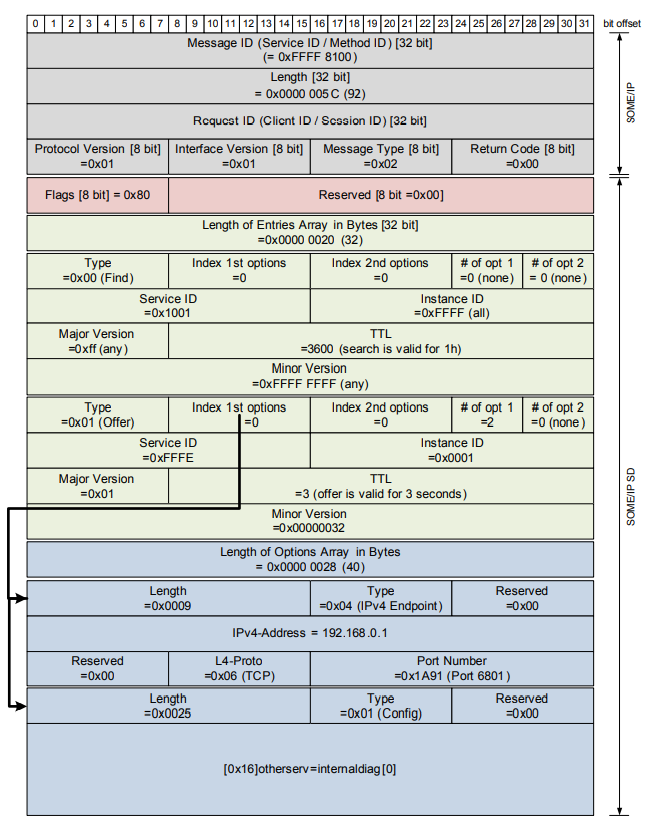 0 1 2 3 4 5 6 7 8 9 10 11 12 13 14 15 16 17 18 19 20 21 22 23 24 25 26 27 28 29 30 31 bit offset
Message ID (Service ID / Method ID) [32 bit]
(= 0xFFFF 8100)
Length [32 bit]
= 0x0000 005C (92)
Request ID (Client ID / Session ID) [32 bit]
Protocol Version [8 bit]
=0x01
Interface Version [8 bit]
=0x01
Message Type [8 bit]
=0x02
Return Code [8 bit]
=0x00
SOME/IP
Flags [8 bit] = 0x80
Reserved [8 bit =0x00]
Length of Entries Array in Bytes [32 bit]
=0x0000 0020 (32)
Type
=0x00 (Find)
Index 1st options
=0
Index 2nd options
=0
# of opt 1
=0 (none)
# of opt 2
= 0 (none)
Service ID
=0x1001
Instance ID
=0xFFFF (all)
Major Version
=0xff (any)
TTL
=3600 (search is valid for 1h)
Minor Version
=0xFFFF FFFF (any)
Type
=0x01 (Offer)
Index 1st options
=0
Index 2nd options
=0
# of opt 1
=2
# of opt 2
=0 (none)
Service ID
=0xFFFE
Instance ID
=0x0001
Major Version
=0x01
TTL
=3 (offer is valid for 3 seconds)
Minor Version
=0x00000032
SOME/IP SD
Length of Options Array in Bytes
= 0x0000 0028 (40)
Length
=0x0009
Type
=0x04 (IPv4 Endpoint)
Reserved
=0x00
IPv4-Address = 192.168.0.1
Reserved
=0x00
L4-Proto
=0x06 (TCP)
Port Number
=0x1A91 (Port 6801)
Length
=0x0025
Type
=0x01 (Config)
Reserved
=0x00
[0x16]otherserv=internaldiag[0]